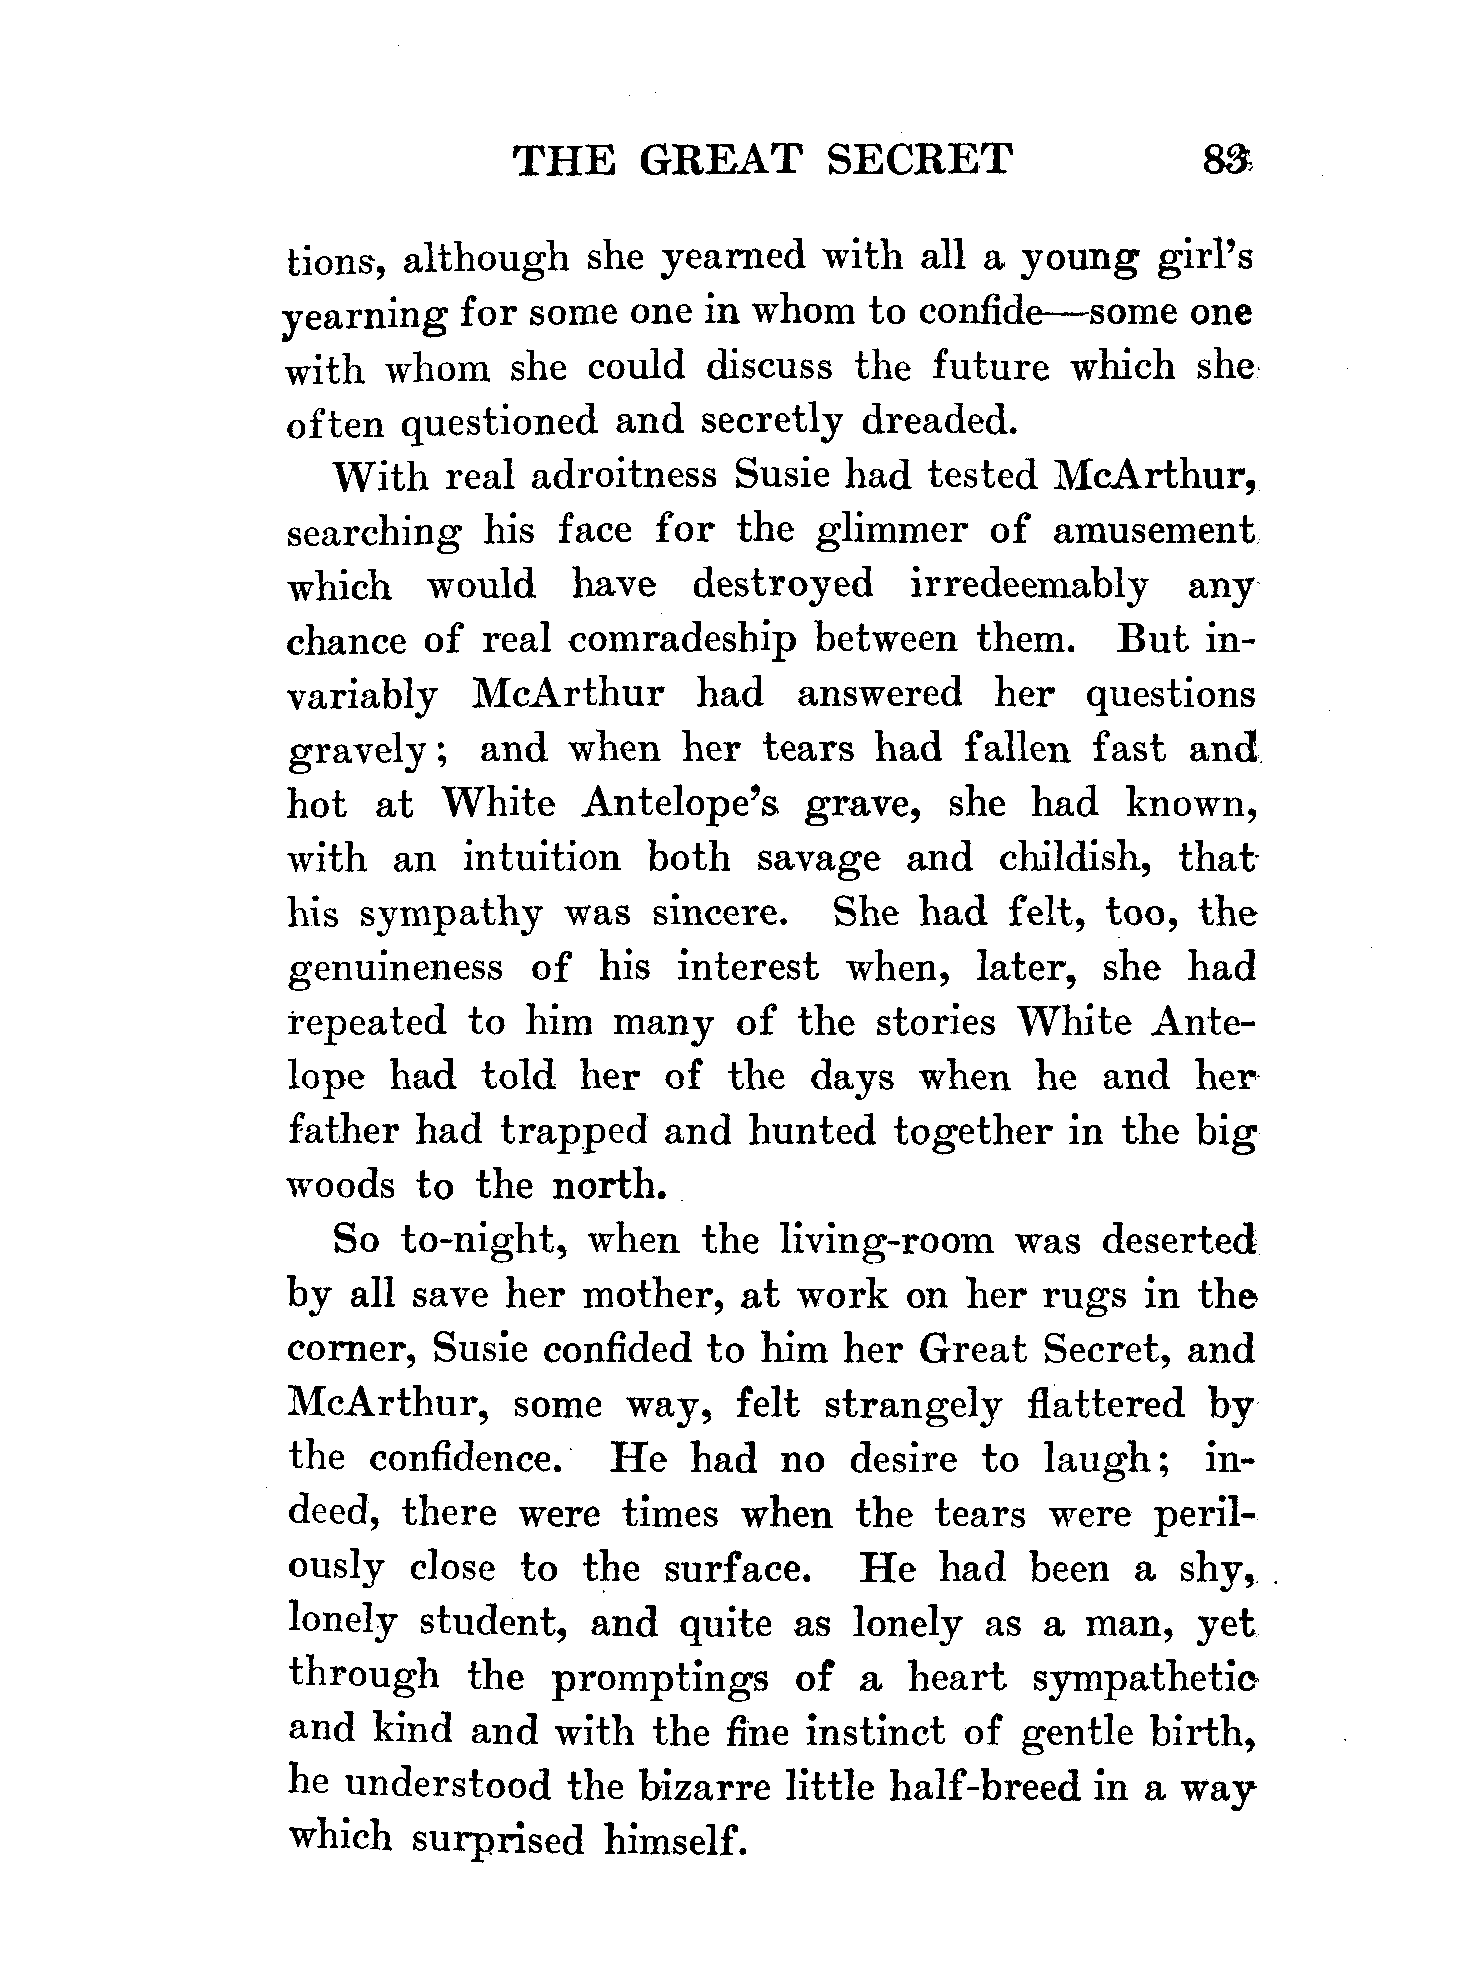 THE GREAT SECRET 83
tions, although she yearned with all a young girl's
yearning for some one in whom to confide—some one
with whom she could discuss the future which she
often questioned and secretly dreaded.
With real adroitness Susie had tested McArthur,
searching his face for the glimmer of amusement
which would have destroyed irredeemably any
chance of real comradeship between them. But in-
variably McArthur had answered her questions
gravely; and when her tears had fallen fast and
hot at White Antelope's grave, she had known,
with an intuition both savage and childish, that
his sympathy was sincere. She had felt, too, the
genuineness of his interest when, later, she had
repeated to him many of the stories White Ante-
lope had told her of the days when he and her
father had trapped and hunted together in the big
woods to the north.
So to-night, when the living-room was deserted
by all save her mother, at work on her rugs in the
corner, Susie confided to him her Great Secret, and
McArthur, some way, felt strangely flattered by
the confidence. He had no desire to laugh; in-
deed, there were times when the tears were peril-
ously close to the surface. He had been a shy,
lonely student, and quite as lonely as a man, yet
through the promptings of a heart sympathetic
and kind and with the fine instinct of gentle birth,
he understood the bizarre little half-breed in a way
which surprised himself.